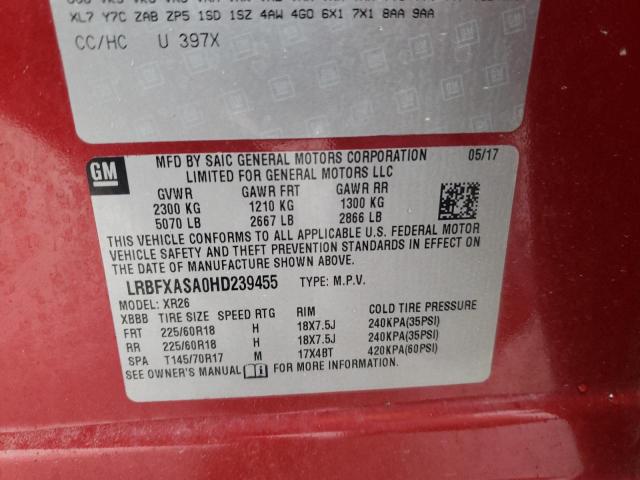 XL7 Y7C ZAB ZP5 1SD 1SZ 4AW 4G0 6X1 7X1 8AA 9AA
CC/HC U 397X
GM
MFD BY SAIC GENERAL MOTORS CORPORATION 05/17
LIMITED FOR GENERAL MOTORS LLC
GVWR GAWR FRT GAWR RR
2300 KG 1210 KG 1300 KG
5070 LB 2667 LB 2866 LB
THIS VEHICLE CONFORMS TO ALL APPLICABLE U.S. FEDERAL MOTOR
VEHICLE SAFETY AND THEFT PREVENTION STANDARDS IN EFFECT ON
THE DATE OF MANUFACTURE SHOWN ABOVE.
LRBFXASA0HD239455 TYPE: M.P.V.
MODEL: XR26
XBBB TIRE SIZE SPEED RTG RIM COLD TIRE PRESSURE
FRT 225/60R18 H 18X7.5J 240KPA(35PSI)
RR 225/60R18 H 18X7.5J 240KPA(35PSI)
SPA T145/70R17 M 17X4BT 420KPA(60PSI)
SEE OWNER'S MANUAL FOR MORE INFORMATION.